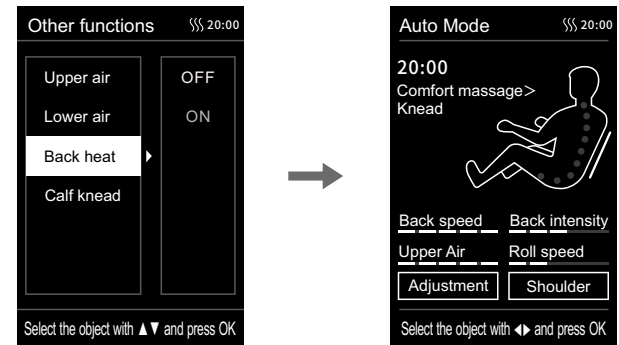 Other functions 20:00
Upper air
Lower air
Back heat
Calf knead
OFF
ON
Select the object with ▲▼ and press OK
Auto Mode 20:00
20:00
Comfort massage>
Knead
Back speed Back intensity
Upper Air Roll speed
Adjustment Shoulder
Select the object with ◀▶ and press OK